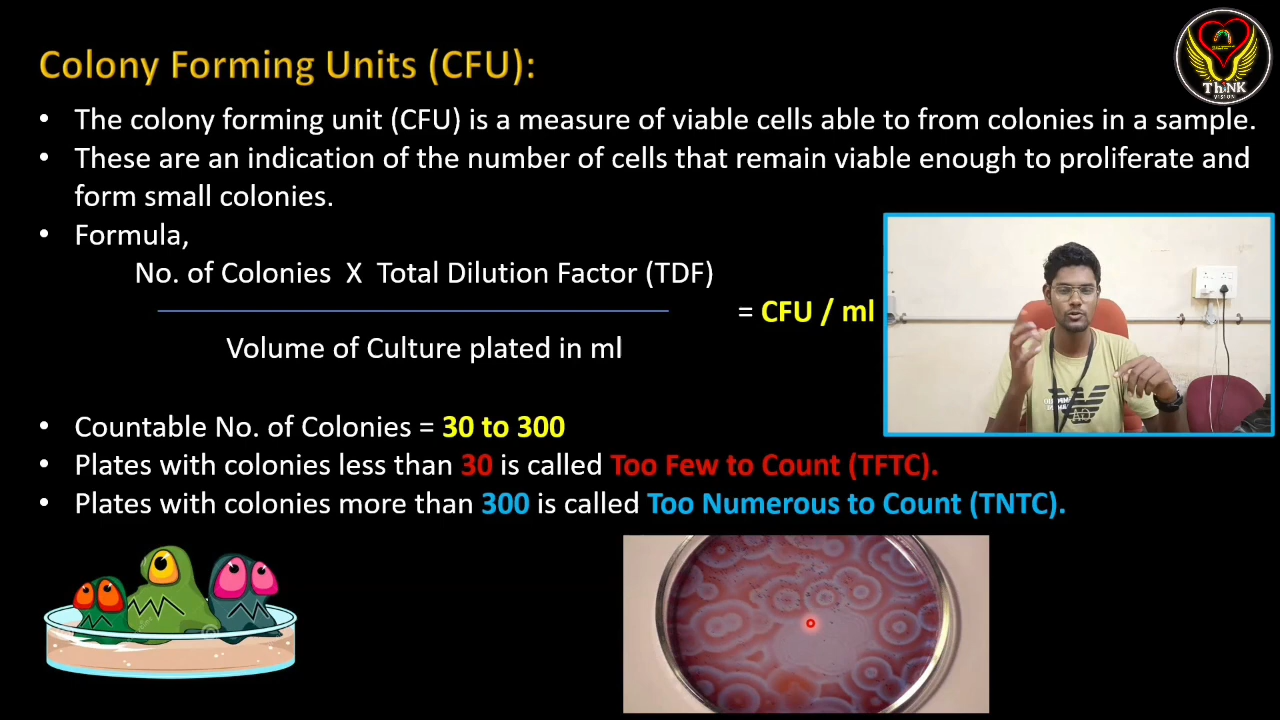 Colony Forming Units (CFU):
ThiNK
VISION
• The colony forming unit (CFU) is a measure of viable cells able to from colonies in a sample.
• These are an indication of the number of cells that remain viable enough to proliferate and
form small colonies.
• Formula,
No. of Colonies X Total Dilution Factor (TDF)
= CFU / ml
Volume of Culture plated in ml
• Countable No. of Colonies = 30 to 300
• Plates with colonies less than 30 is called Too Few to Count (TFTC).
• Plates with colonies more than 300 is called Too Numerous to Count (TNTC).